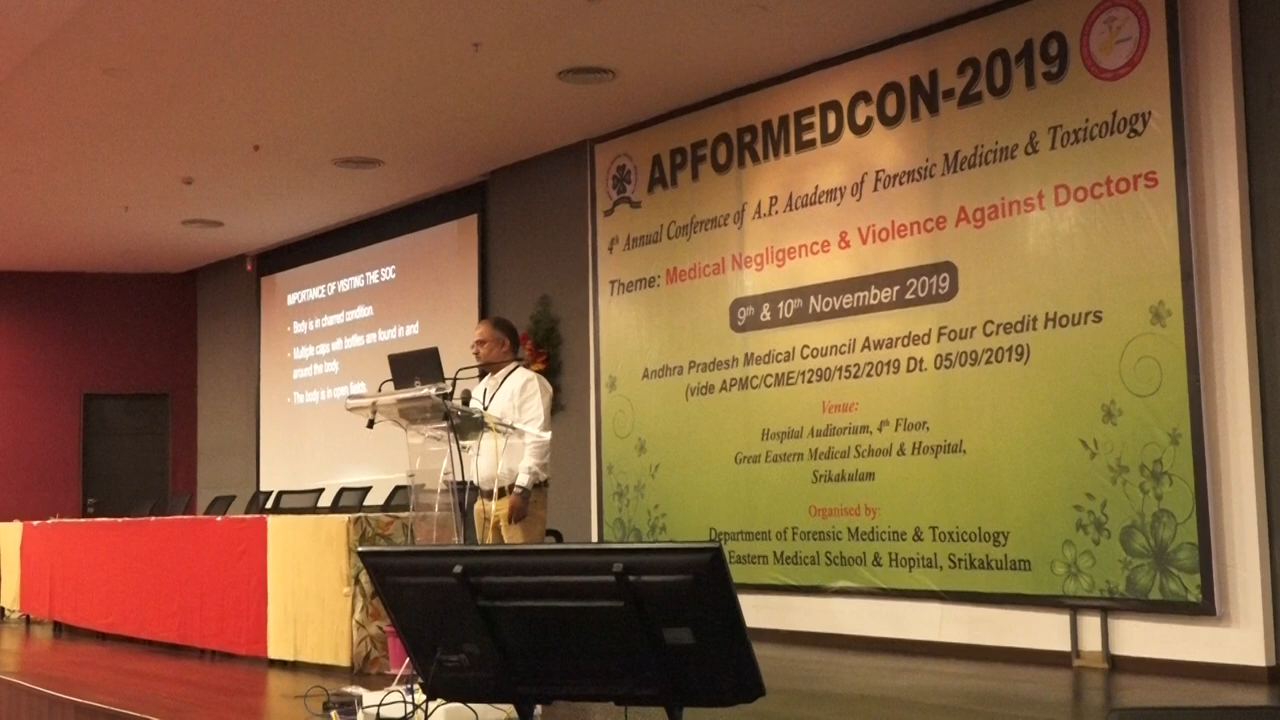 IMPORTANCE OF VISITING THE SOC
• Body is in charred condition.
• Multiple caps with bottles are found in and
around the body.
• The body is in open fields.
APFORMEDCON-2019
4th Annual Conference of A.P. Academy of Forensic Medicine & Toxicology
Theme: Medical Negligence & Violence Against Doctors
9th & 10th November 2019
Andhra Pradesh Medical Council Awarded Four Credit Hours
(vide APMC/CME/1290/152/2019 Dt. 05/09/2019)
Venue:
Hospital Auditorium, 4th Floor,
Great Eastern Medical School & Hospital,
Srikakulam
Organised by:
Department of Forensic Medicine & Toxicology
Eastern Medical School & Hopital, Srikakulam